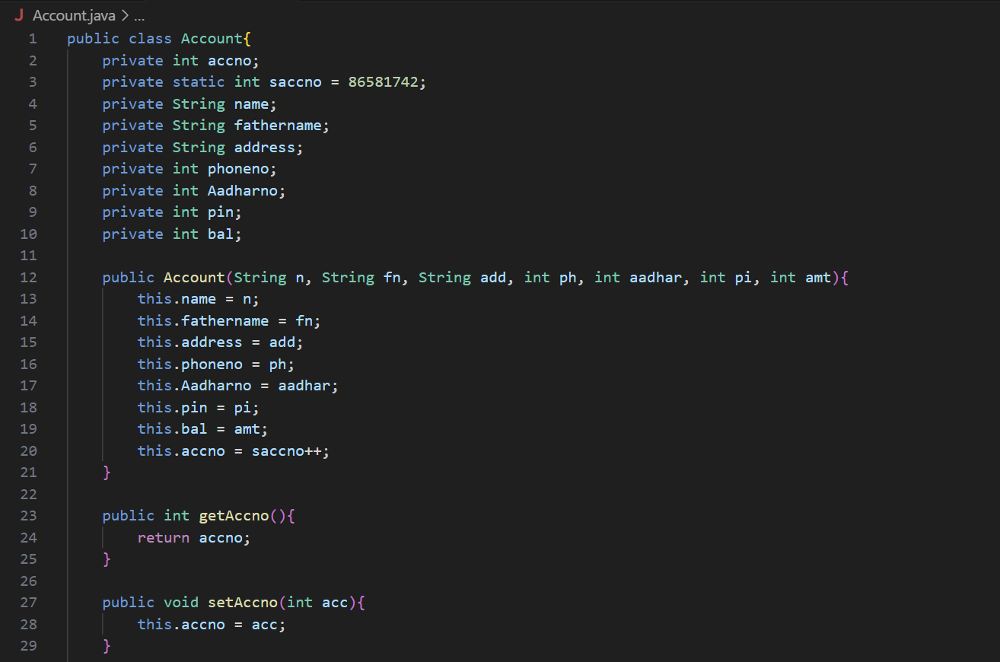 J Account.java > ...
1 public class Account{
2 private int accno;
3 private static int saccno = 86581742;
4 private String name;
5 private String fathername;
6 private String address;
7 private int phoneno;
8 private int Aadharno;
9 private int pin;
10 private int bal;
11
12 public Account(String n, String fn, String add, int ph, int aadhar, int pi, int amt){
13 this.name = n;
14 this.fathername = fn;
15 this.address = add;
16 this.phoneno = ph;
17 this.Aadharno = aadhar;
18 this.pin = pi;
19 this.bal = amt;
20 this.accno = saccno++;
21 }
22
23 public int getAccno(){
24 return accno;
25 }
26
27 public void setAccno(int acc){
28 this.accno = acc;
29 }